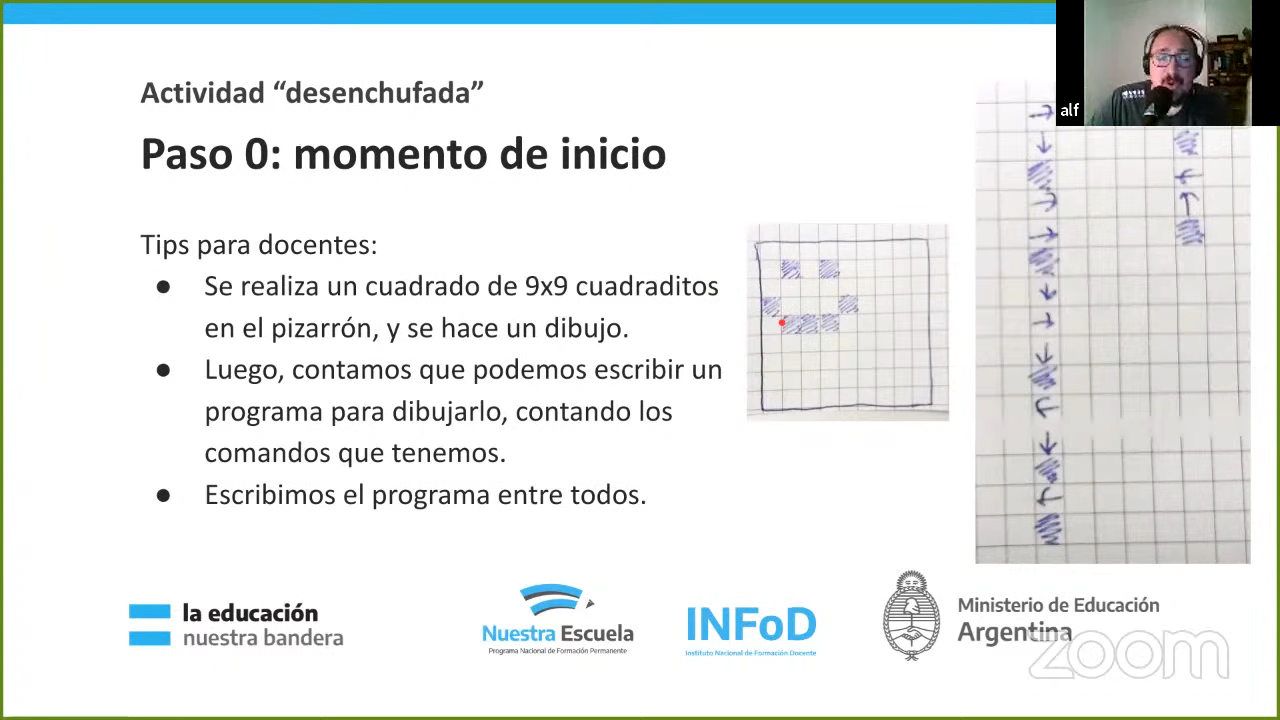 alf
Actividad “desenchufada”
Paso 0: momento de inicio
Tips para docentes:
● Se realiza un cuadrado de 9x9 cuadraditos
en el pizarrón, y se hace un dibujo.
● Luego, contamos que podemos escribir un
programa para dibujarlo, contando los
comandos que tenemos.
● Escribimos el programa entre todos.
la educación
nuestra bandera
Nuestra Escuela
Programa Nacional de Formación Permanente
INFoD
Instituto Nacional de Formación Docente
Ministerio de Educación
Argentina
zoom